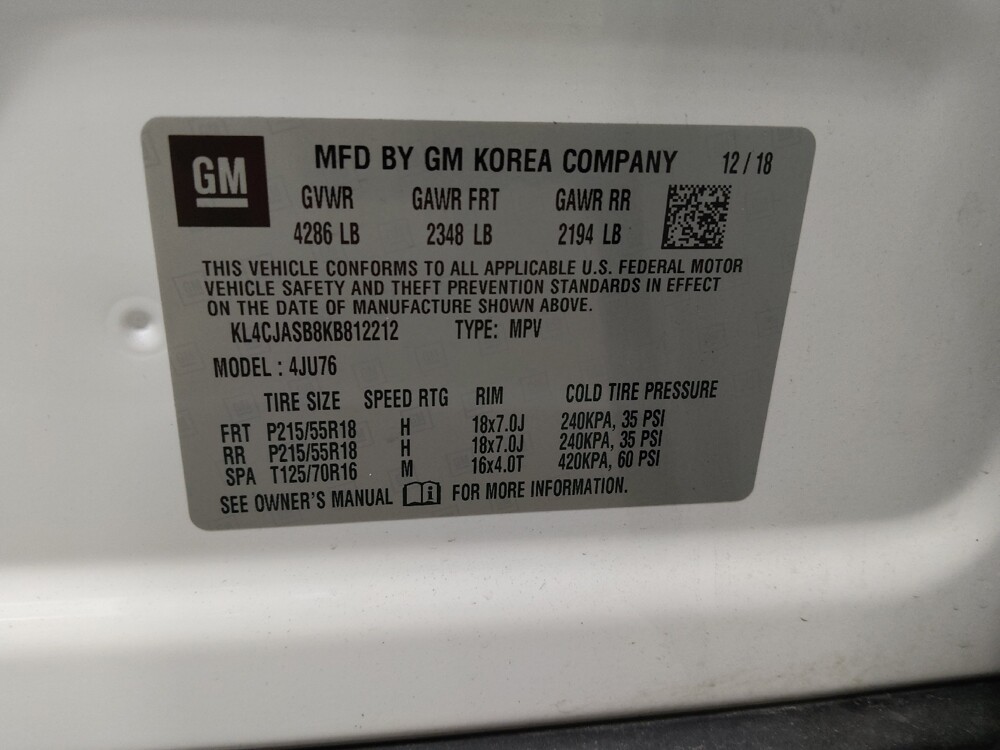 GM
MFD BY GM KOREA COMPANY 12/18
GVWR GAWR FRT GAWR RR
4286 LB 2348 LB 2194 LB
THIS VEHICLE CONFORMS TO ALL APPLICABLE U.S. FEDERAL MOTOR
VEHICLE SAFETY AND THEFT PREVENTION STANDARDS IN EFFECT
ON THE DATE OF MANUFACTURE SHOWN ABOVE.
KL4CJASB8KB812212 TYPE: MPV
MODEL : 4JU76
TIRE SIZE SPEED RTG RIM COLD TIRE PRESSURE
FRT P215/55R18 H 18x7.0J 240KPA, 35 PSI
RR P215/55R18 H 18x7.0J 240KPA, 35 PSI
SPA T125/70R16 M 16x4.0T 420KPA, 60 PSI
SEE OWNER'S MANUAL i FOR MORE INFORMATION.